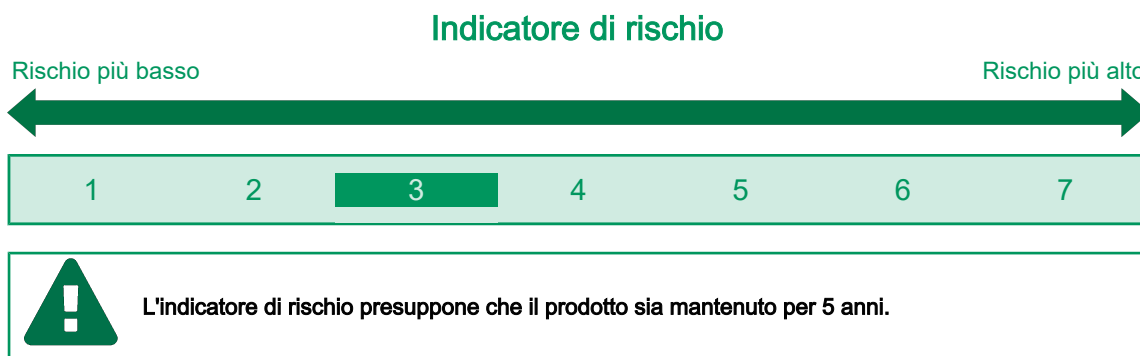 Indicatore di rischio
Rischio più basso Rischio più alto
1 2 3 4 5 6 7
L'indicatore di rischio presuppone che il prodotto sia mantenuto per 5 anni.